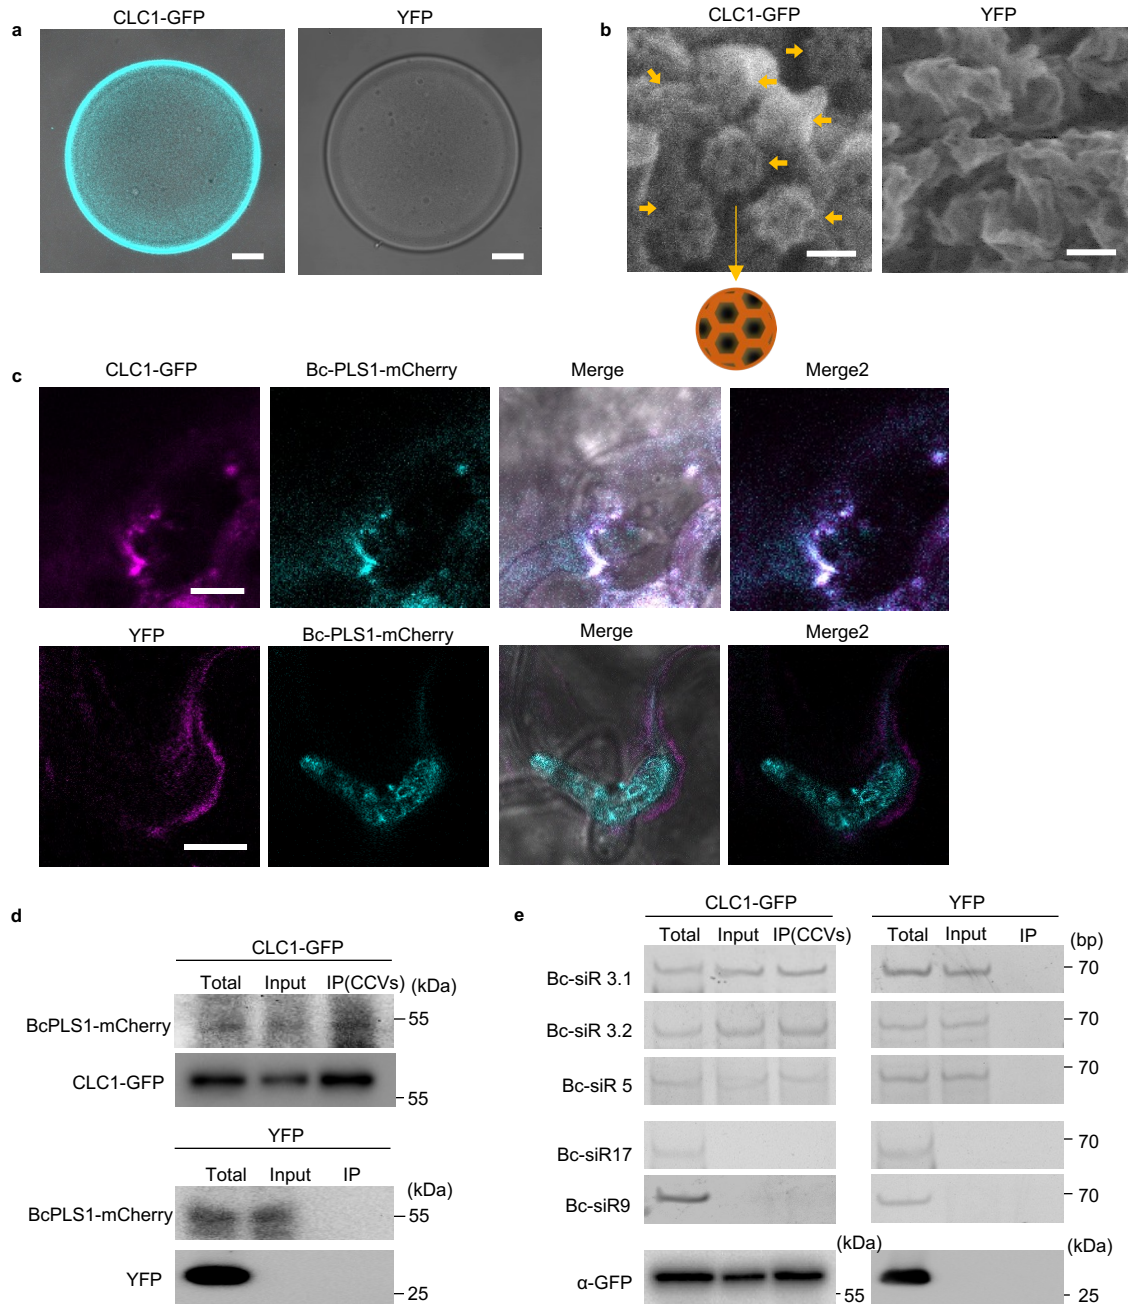 a
CLC1-GFP
YFP
b
CLC1-GFP
YFP
c
CLC1-GFP
Bc-PLS1-mCherry
Merge
Merge2
YFP
Bc-PLS1-mCherry
Merge
Merge2
d
CLC1-GFP
Total Input IP(CCVs) (kDa)
BcPLS1-mCherry
55
CLC1-GFP
55
YFP
Total Input IP
(kDa)
BcPLS1-mCherry
55
YFP
25
e
CLC1-GFP
YFP
Total Input IP(CCVs)
Total Input IP
(bp)
Bc-siR 3.1
70
Bc-siR 3.2
70
Bc-siR 5
70
Bc-siR17
70
Bc-siR9
70
(kDa)
(kDa)
α-GFP
55
25